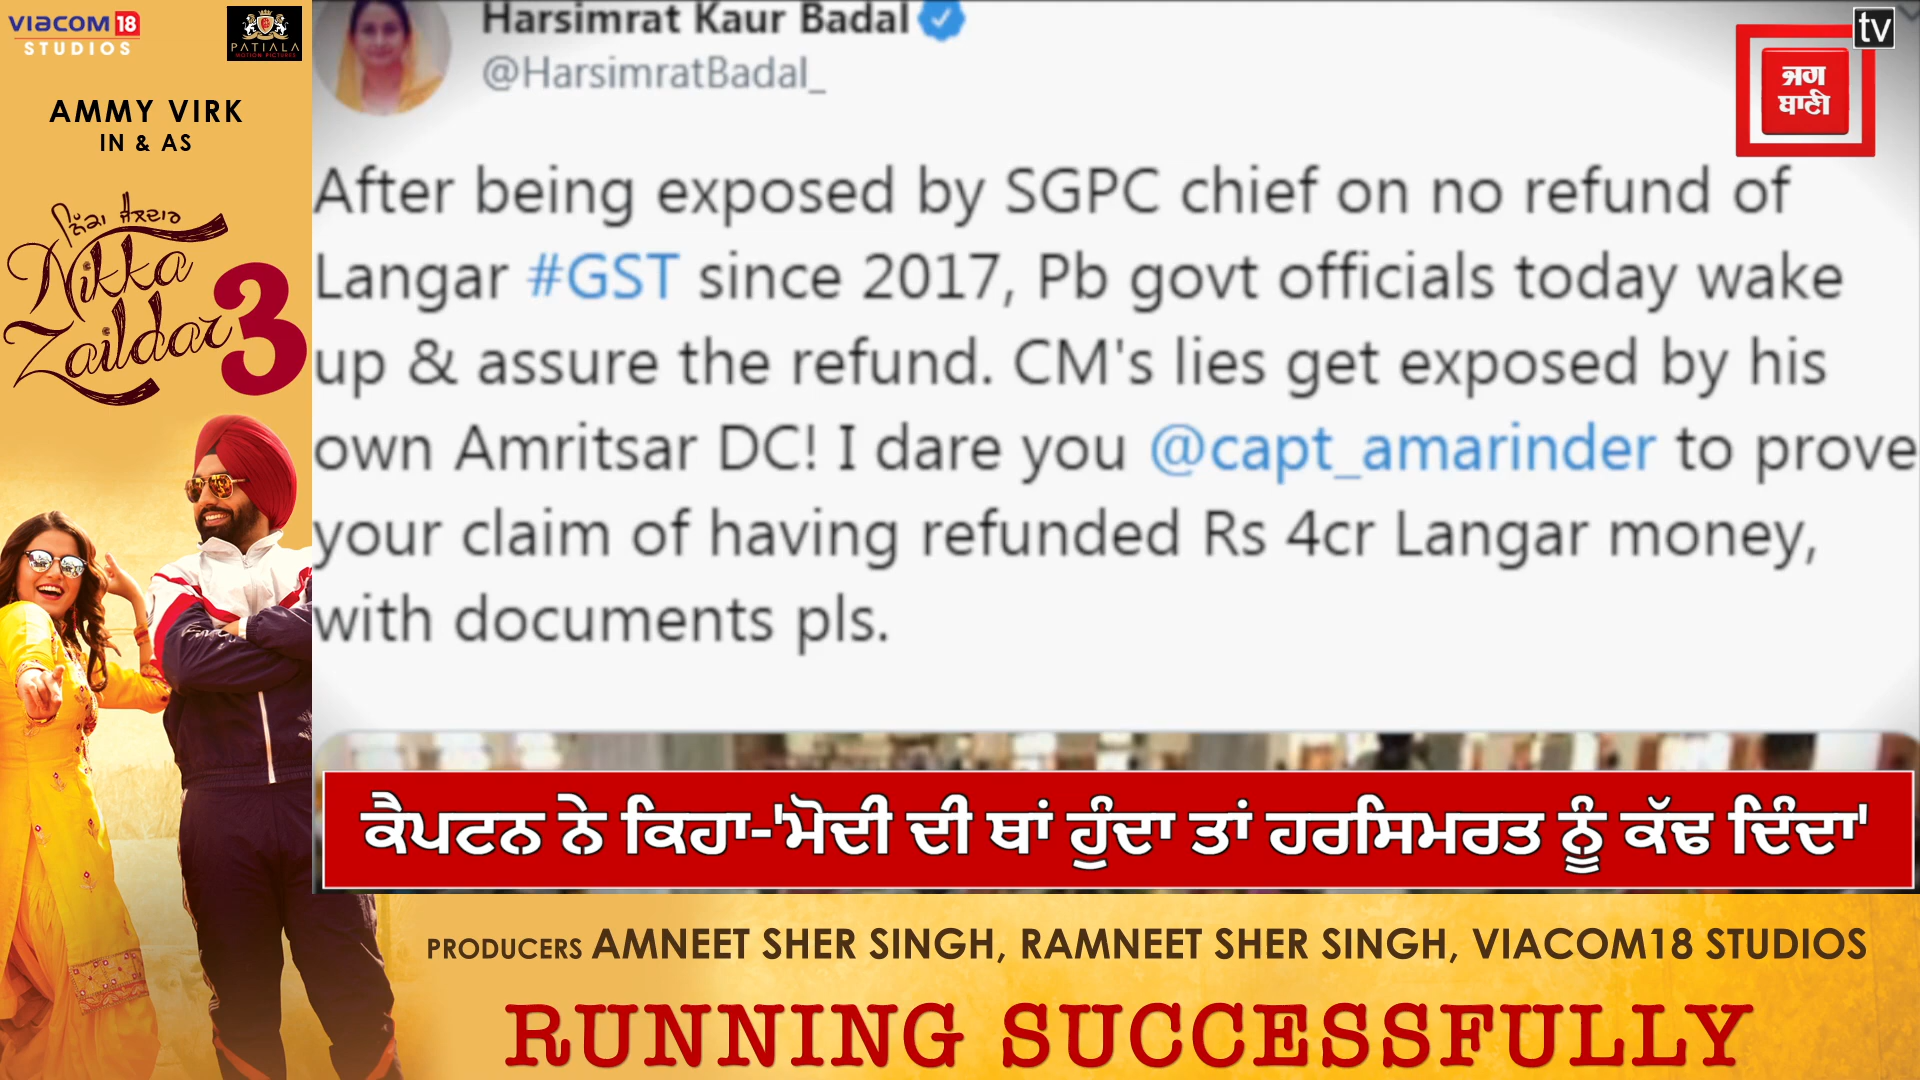 VIACOM 18
STUDIOS
PATIALA
MOTION PICTURES
AMMY VIRK
IN & AS
ਨਿੱਕਾ ਜ਼ੈਲਦਾਰ
Nikka
Zaildar 3
Harsimrat Kaur Badal
@HarsimratBadal_
tv
ਜਗ
ਬਾਣੀ
After being exposed by SGPC chief on no refund of
Langar #GST since 2017, Pb govt officials today wake
up & assure the refund. CM's lies get exposed by his
own Amritsar DC! I dare you @capt_amarinder to prove
your claim of having refunded Rs 4cr Langar money,
with documents pls.
ਕੈਪਟਨ ਨੇ ਕਿਹਾ-'ਮੋਦੀ ਦੀ ਥਾਂ ਹੁੰਦਾ ਤਾਂ ਹਰਸਿਮਰਤ ਨੂੰ ਕੱਢ ਦਿੰਦਾ'
PRODUCERS AMNEET SHER SINGH, RAMNEET SHER SINGH, VIACOM18 STUDIOS
RUNNING SUCCESSFULLY